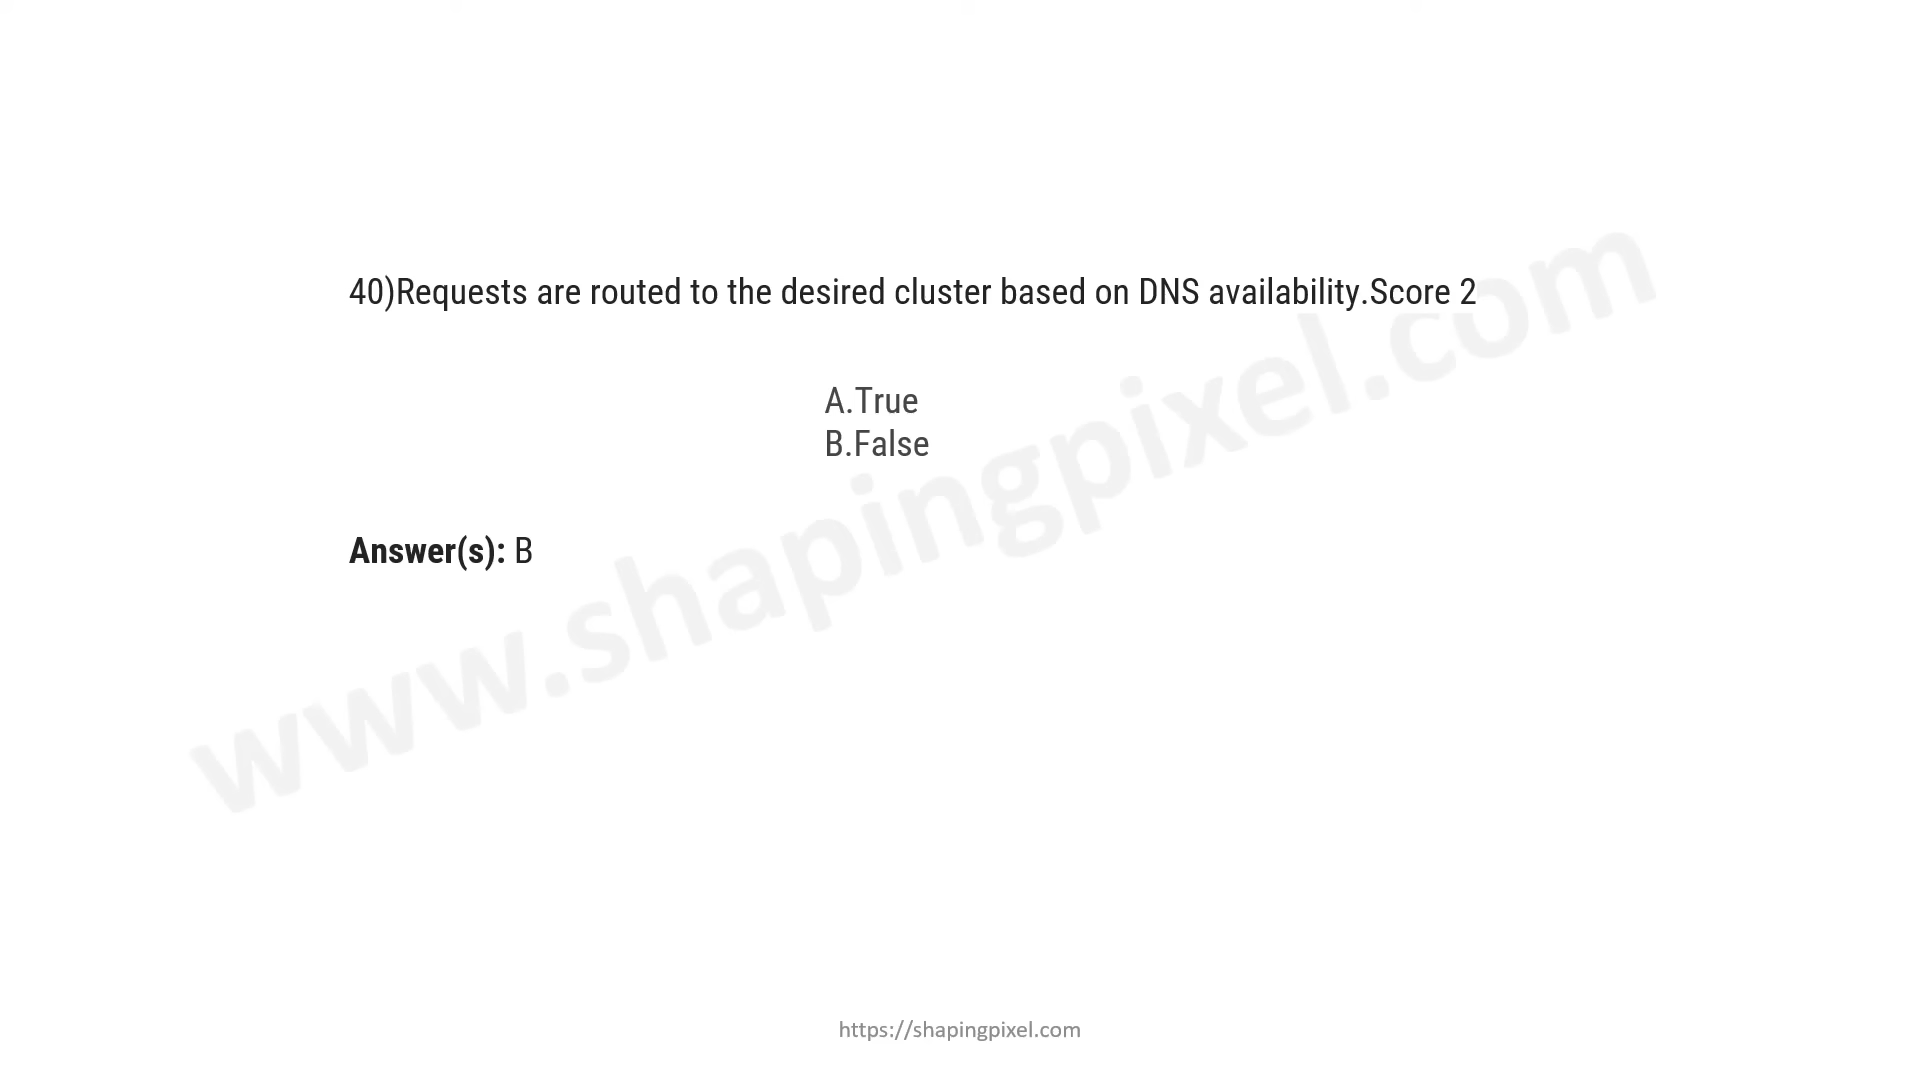 40)Requests are routed to the desired cluster based on DNS availability.Score 2
A.True
B.False
Answer(s): B
www.shapingpixel.com
https://shapingpixel.com